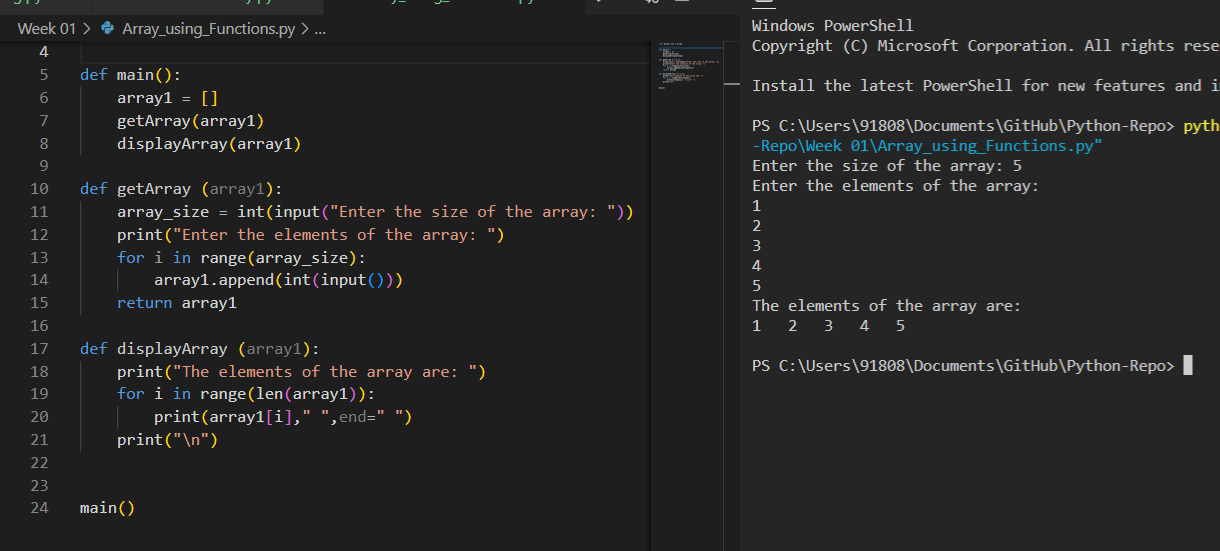 Week 01 > Array_using_Functions.py > ...
4
5 def main():
6 array1 = []
7 getArray(array1)
8 displayArray(array1)
9
10 def getArray (array1):
11 array_size = int(input("Enter the size of the array: "))
12 print("Enter the elements of the array: ")
13 for i in range(array_size):
14 array1.append(int(input()))
15 return array1
16
17 def displayArray (array1):
18 print("The elements of the array are: ")
19 for i in range(len(array1)):
20 print(array1[i]," ",end=" ")
21 print("\n")
22
23
24 main()
Windows PowerShell
Copyright (C) Microsoft Corporation. All rights rese
Install the latest PowerShell for new features and i
PS C:\Users\91808\Documents\GitHub\Python-Repo> pyth
-Repo\Week 01\Array_using_Functions.py"
Enter the size of the array: 5
Enter the elements of the array:
1
2
3
4
5
The elements of the array are:
1 2 3 4 5
PS C:\Users\91808\Documents\GitHub\Python-Repo>